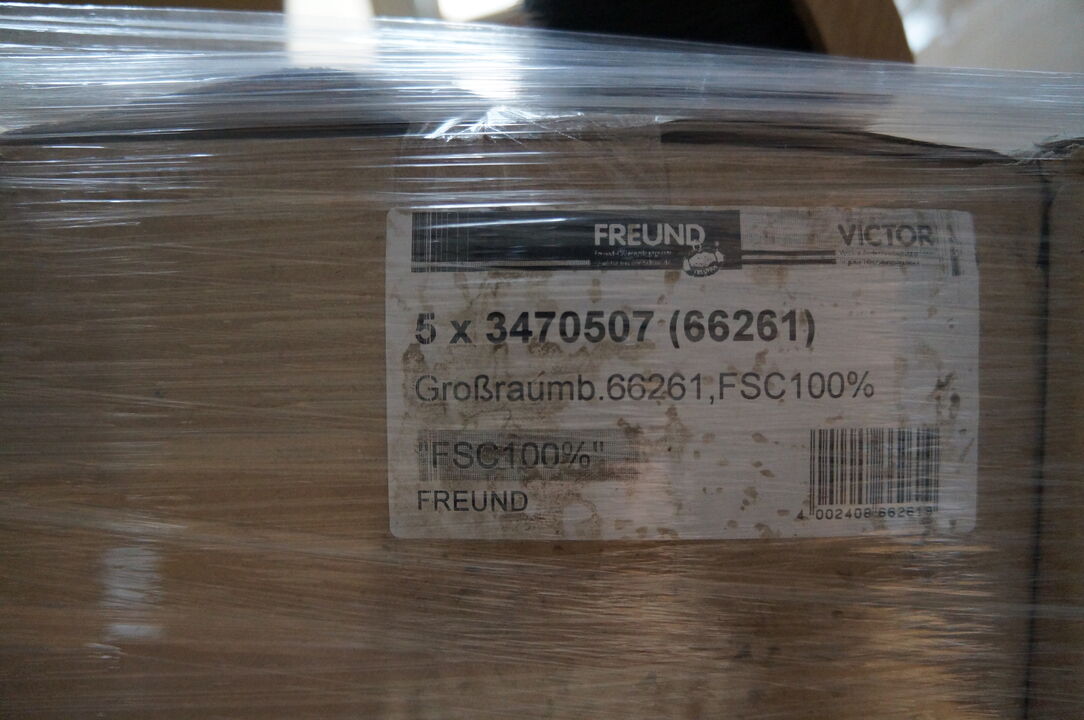 FREUND VICTOR
5 x 3470507 (66261)
Großraumb.66261,FSC100%
"FSC100%"
FREUND
4 002408 662619